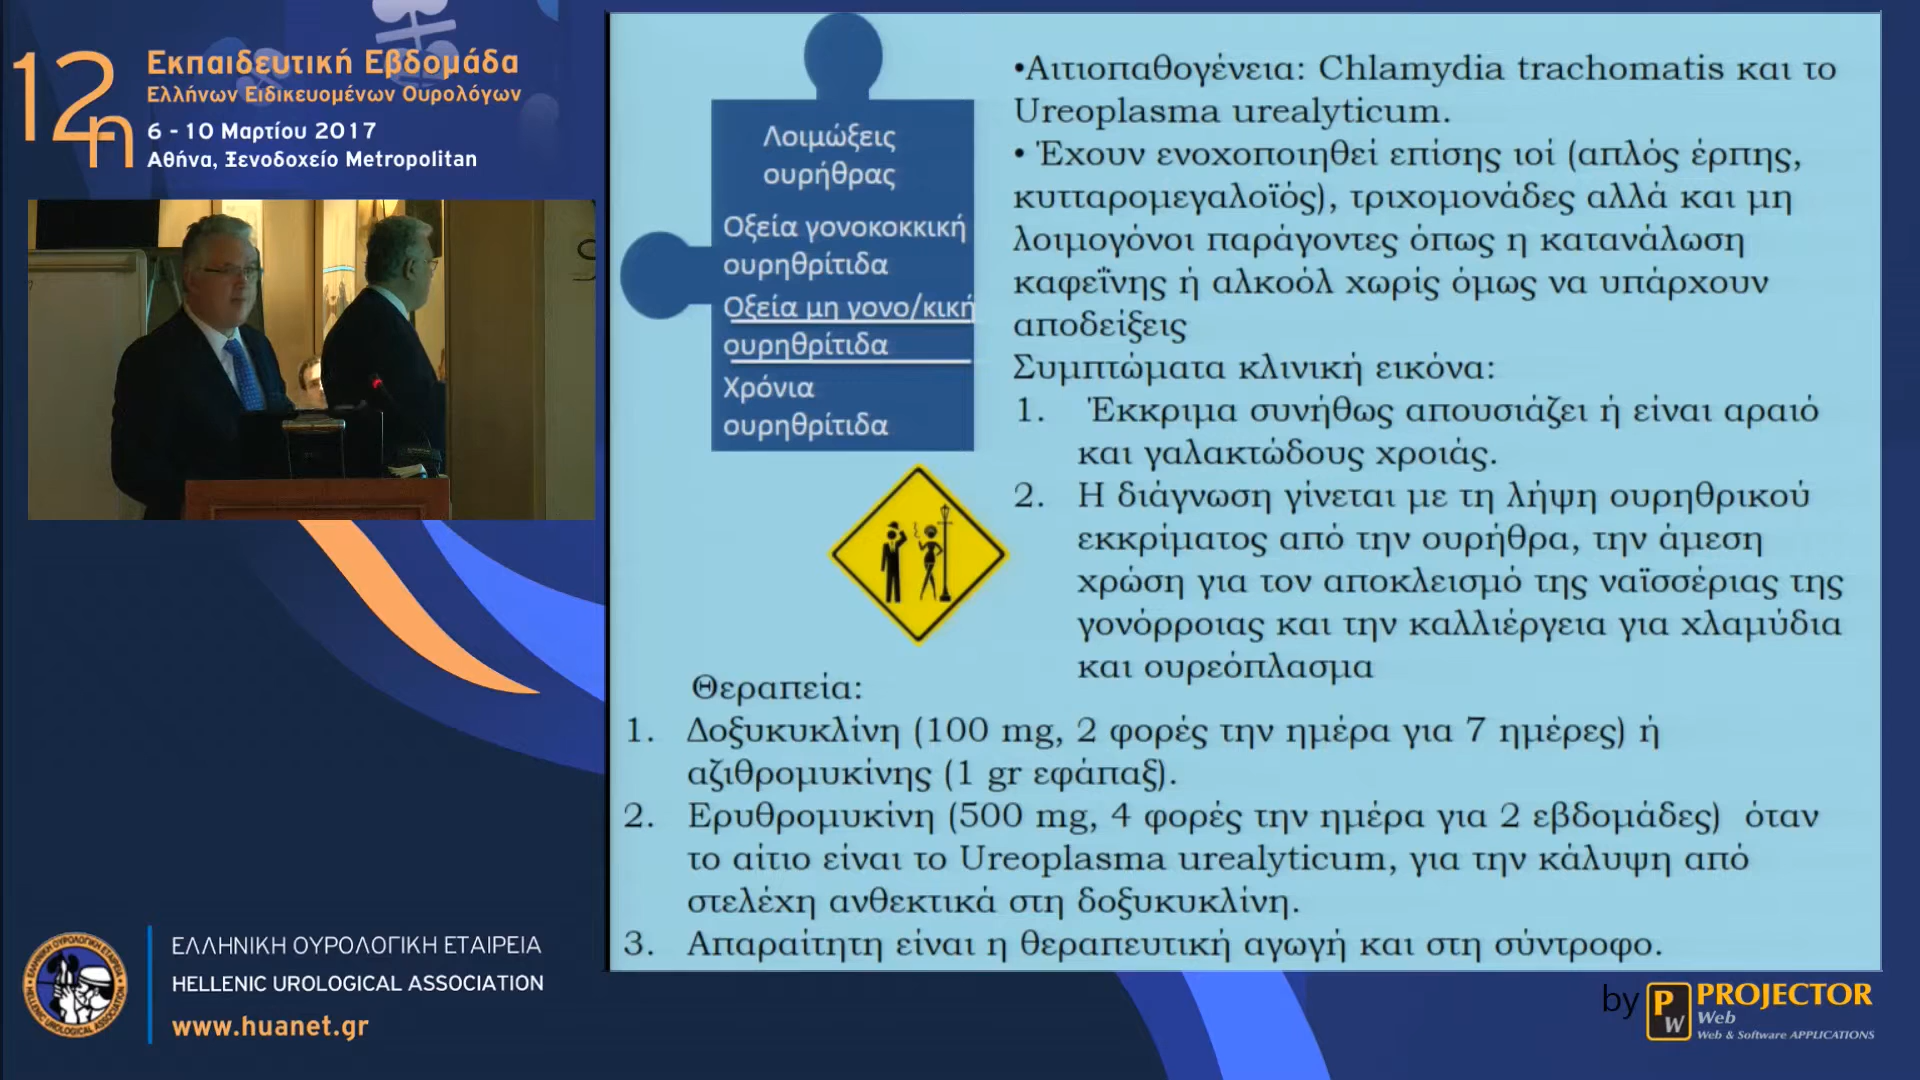 12η
Εκπαιδευτική Εβδομάδα
Ελλήνων Ειδικευομένων Ουρολόγων
6 - 10 Μαρτίου 2017
Αθήνα, Ξενοδοχείο Metropolitan
Λοιμώξεις
ουρήθρας
Οξεία γονοκοκκική
ουρηθρίτιδα
Οξεία μη γονο/κική
ουρηθρίτιδα
Χρόνια
ουρηθρίτιδα
•Αιτιοπαθογένεια: Chlamydia trachomatis και το
Ureoplasma urealyticum.
• Έχουν ενοχοποιηθεί επίσης ιοί (απλός έρπης,
κυτταρομεγαλοϊός), τριχομονάδες αλλά και μη
λοιμογόνοι παράγοντες όπως η κατανάλωση
καφεΐνης ή αλκοόλ χωρίς όμως να υπάρχουν
αποδείξεις
Συμπτώματα κλινική εικόνα:
1. Έκκριμα συνήθως απουσιάζει ή είναι αραιό
και γαλακτώδους χροιάς.
2. Η διάγνωση γίνεται με τη λήψη ουρηθρικού
εκκρίματος από την ουρήθρα, την άμεση
χρώση για τον αποκλεισμό της ναϊσσέριας της
γονόρροιας και την καλλιέργεια για χλαμύδια
και ουρεόπλασμα
Θεραπεία:
1. Δοξυκυκλίνη (100 mg, 2 φορές την ημέρα για 7 ημέρες) ή
αζιθρομυκίνης (1 gr εφάπαξ).
2. Ερυθρομυκίνη (500 mg, 4 φορές την ημέρα για 2 εβδομάδες) όταν
το αίτιο είναι το Ureoplasma urealyticum, για την κάλυψη από
στελέχη ανθεκτικά στη δοξυκυκλίνη.
3. Απαραίτητη είναι η θεραπευτική αγωγή και στη σύντροφο.
ΕΛΛΗΝΙΚΗ ΟΥΡΟΛΟΓΙΚΗ ΕΤΑΙΡΕΙΑ
HELLENIC UROLOGICAL ASSOCIATION
www.huanet.gr
by PW PROJECTOR
Web
Web & Software APPLICATIONS